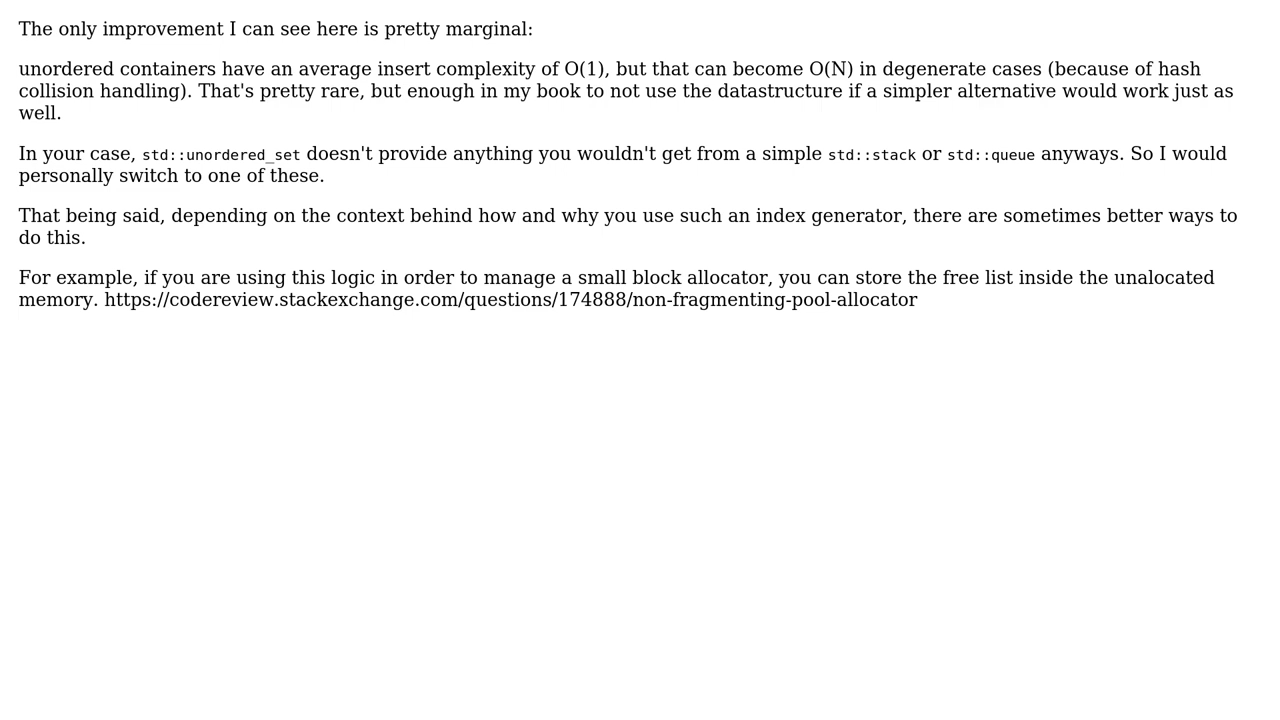 The only improvement I can see here is pretty marginal:
unordered containers have an average insert complexity of O(1), but that can become O(N) in degenerate cases (because of hash
collision handling). That's pretty rare, but enough in my book to not use the datastructure if a simpler alternative would work just as
well.
In your case, std::unordered_set doesn't provide anything you wouldn't get from a simple std::stack or std::queue anyways. So I would
personally switch to one of these.
That being said, depending on the context behind how and why you use such an index generator, there are sometimes better ways to
do this.
For example, if you are using this logic in order to manage a small block allocator, you can store the free list inside the unalocated
memory. https://codereview.stackexchange.com/questions/174888/non-fragmenting-pool-allocator